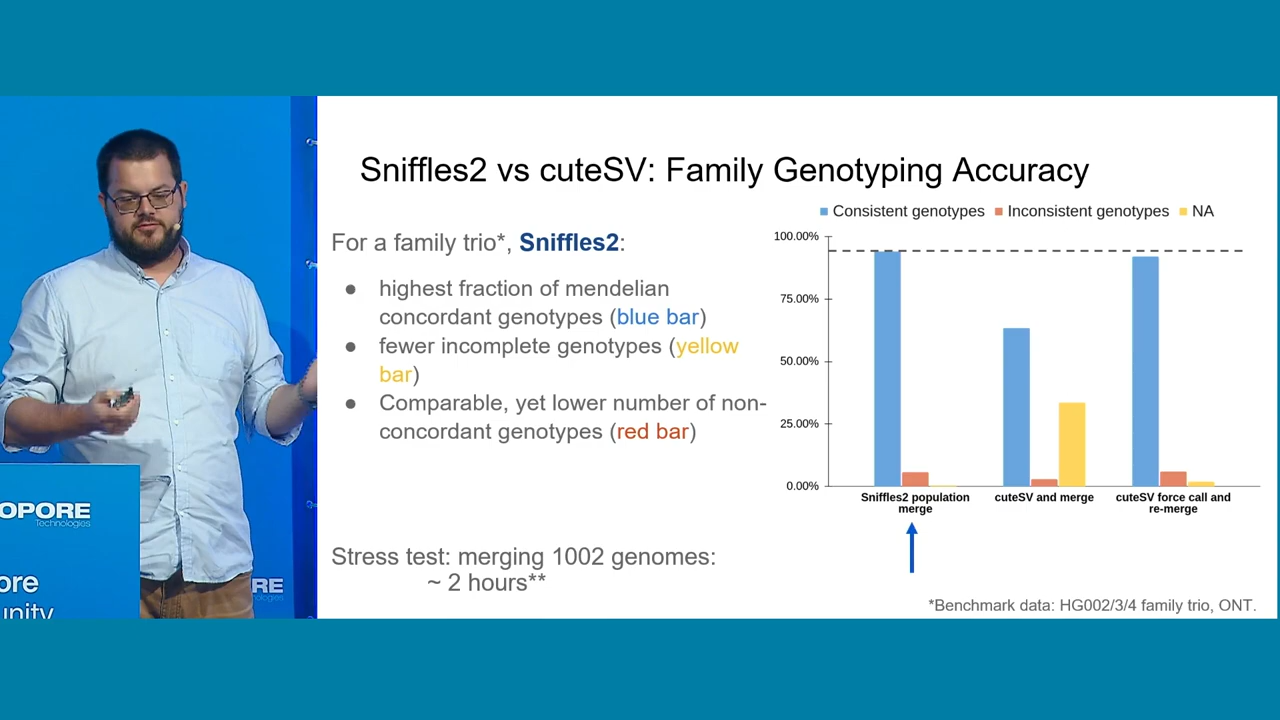 Sniffles2 vs cuteSV: Family Genotyping Accuracy
For a family trio*, Sniffles2:
● highest fraction of mendelian
concordant genotypes (blue bar)
● fewer incomplete genotypes (yellow
bar)
● Comparable, yet lower number of non-
concordant genotypes (red bar)
Stress test: merging 1002 genomes:
~ 2 hours**
Consistent genotypes Inconsistent genotypes NA
100.00%
75.00%
50.00%
25.00%
0.00%
Sniffles2 population
merge
cuteSV and merge
cuteSV force call and
re-merge
*Benchmark data: HG002/3/4 family trio, ONT.
OPORE
Technologies
ore
unity
RE